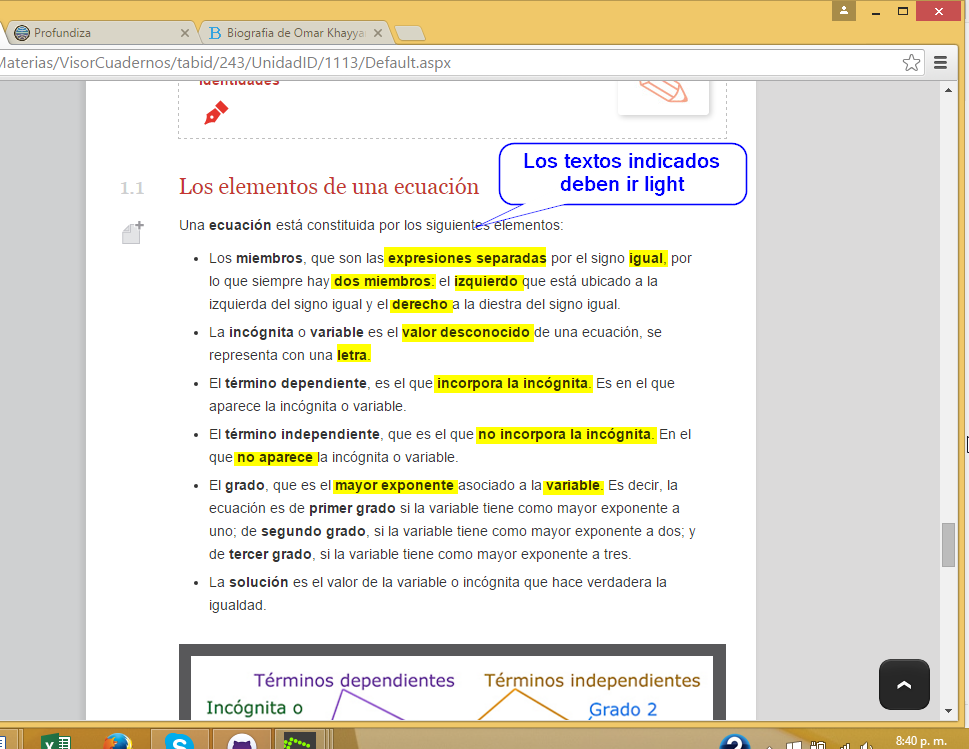 Profundiza
Biografia de Omar Khayya
Materias/VisorCuadernos/tabid/243/UnidadID/1113/Default.aspx
identidades
Los textos indicados
deben ir light
1.1 Los elementos de una ecuación
Una ecuación está constituida por los siguientes elementos:
• Los miembros, que son las expresiones separadas por el signo igual, por
lo que siempre hay dos miembros: el izquierdo que está ubicado a la
izquierda del signo igual y el derecho a la diestra del signo igual.
• La incógnita o variable es el valor desconocido de una ecuación, se
representa con una letra.
• El término dependiente, es el que incorpora la incógnita. Es en el que
aparece la incógnita o variable.
• El término independiente, que es el que no incorpora la incógnita. En el
que no aparece la incógnita o variable.
• El grado, que es el mayor exponente asociado a la variable. Es decir, la
ecuación es de primer grado si la variable tiene como mayor exponente a
uno; de segundo grado, si la variable tiene como mayor exponente a dos; y
de tercer grado, si la variable tiene como mayor exponente a tres.
• La solución es el valor de la variable o incógnita que hace verdadera la
igualdad.
Términos dependientes Términos independientes
Incógnita o Grado 2
8:40 p. m.